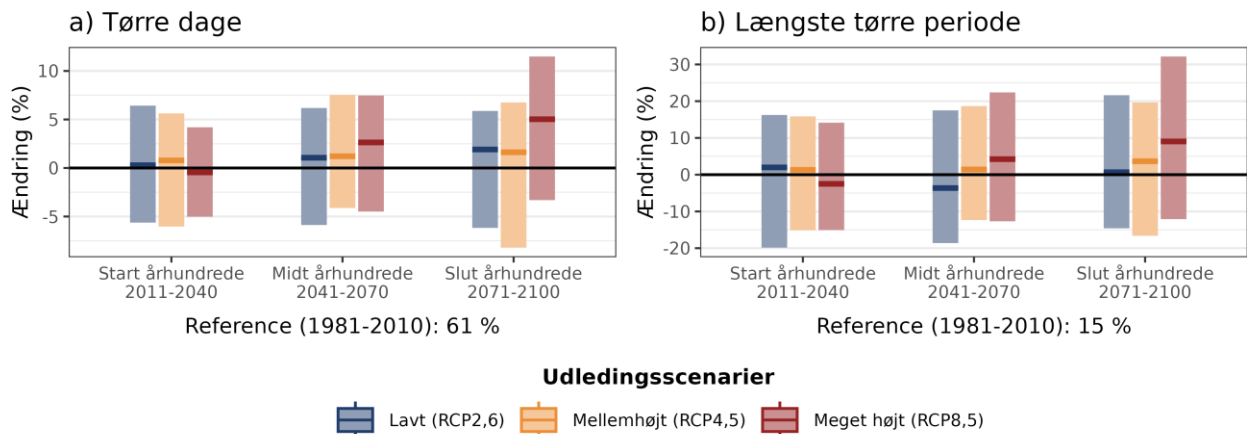 a) Tørre dage
Ændring (%)
10
5
0
-5
Start århundrede
2011-2040
Midt århundrede
2041-2070
Slut århundrede
2071-2100
Reference (1981-2010): 61 %
b) Længste tørre periode
Ændring (%)
30
20
10
0
-10
-20
Start århundrede
2011-2040
Midt århundrede
2041-2070
Slut århundrede
2071-2100
Reference (1981-2010): 15 %
Udledingsscenarier
Lavt (RCP2,6)
Mellemhøjt (RCP4,5)
Meget højt (RCP8,5)